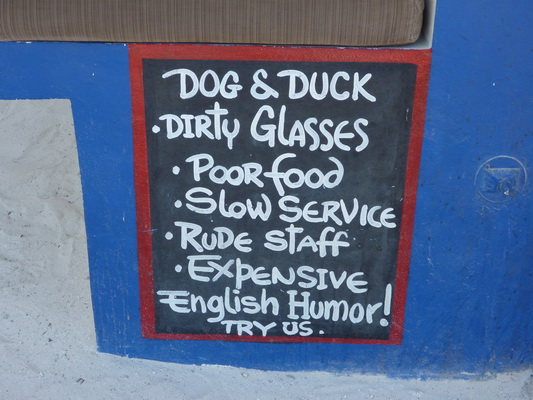 DOG & DUCK
• DIRTY GLASSES
• POOR food
• SLOW SERVICE
• RUDE STAff
• EXPENSIVE
English Humor!
TRY US.